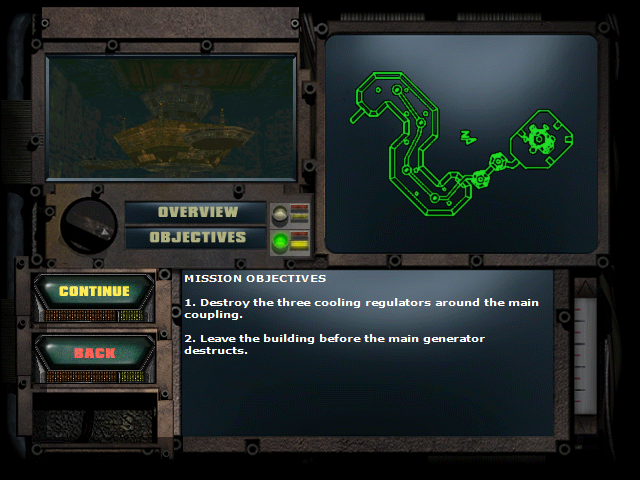 OVERVIEW
OBJECTIVES
N
CONTINUE
BACK
MISSION OBJECTIVES
1. Destroy the three cooling regulators around the main
coupling.
2. Leave the building before the main generator
destructs.